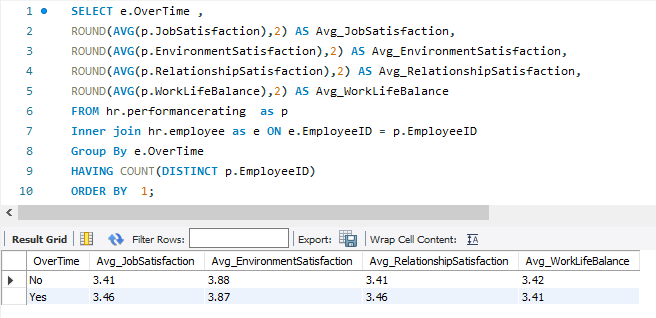 1 SELECT e.OverTime ,
2 ROUND(AVG(p.JobSatisfaction),2) AS Avg_JobSatisfaction,
3 ROUND(AVG(p.EnvironmentSatisfaction),2) AS Avg_EnvironmentSatisfaction,
4 ROUND(AVG(p.RelationshipSatisfaction),2) AS Avg_RelationshipSatisfaction,
5 ROUND(AVG(p.WorkLifeBalance),2) AS Avg_WorkLifeBalance
6 FROM hr.performancerating as p
7 Inner join hr.employee as e ON e.EmployeeID = p.EmployeeID
8 Group By e.OverTime
9 HAVING COUNT(DISTINCT p.EmployeeID)
10 ORDER BY 1;
Result Grid Filter Rows: Export: Wrap Cell Content:
OverTime Avg_JobSatisfaction Avg_EnvironmentSatisfaction Avg_RelationshipSatisfaction Avg_WorkLifeBalance
No 3.41 3.88 3.41 3.42
Yes 3.46 3.87 3.46 3.41